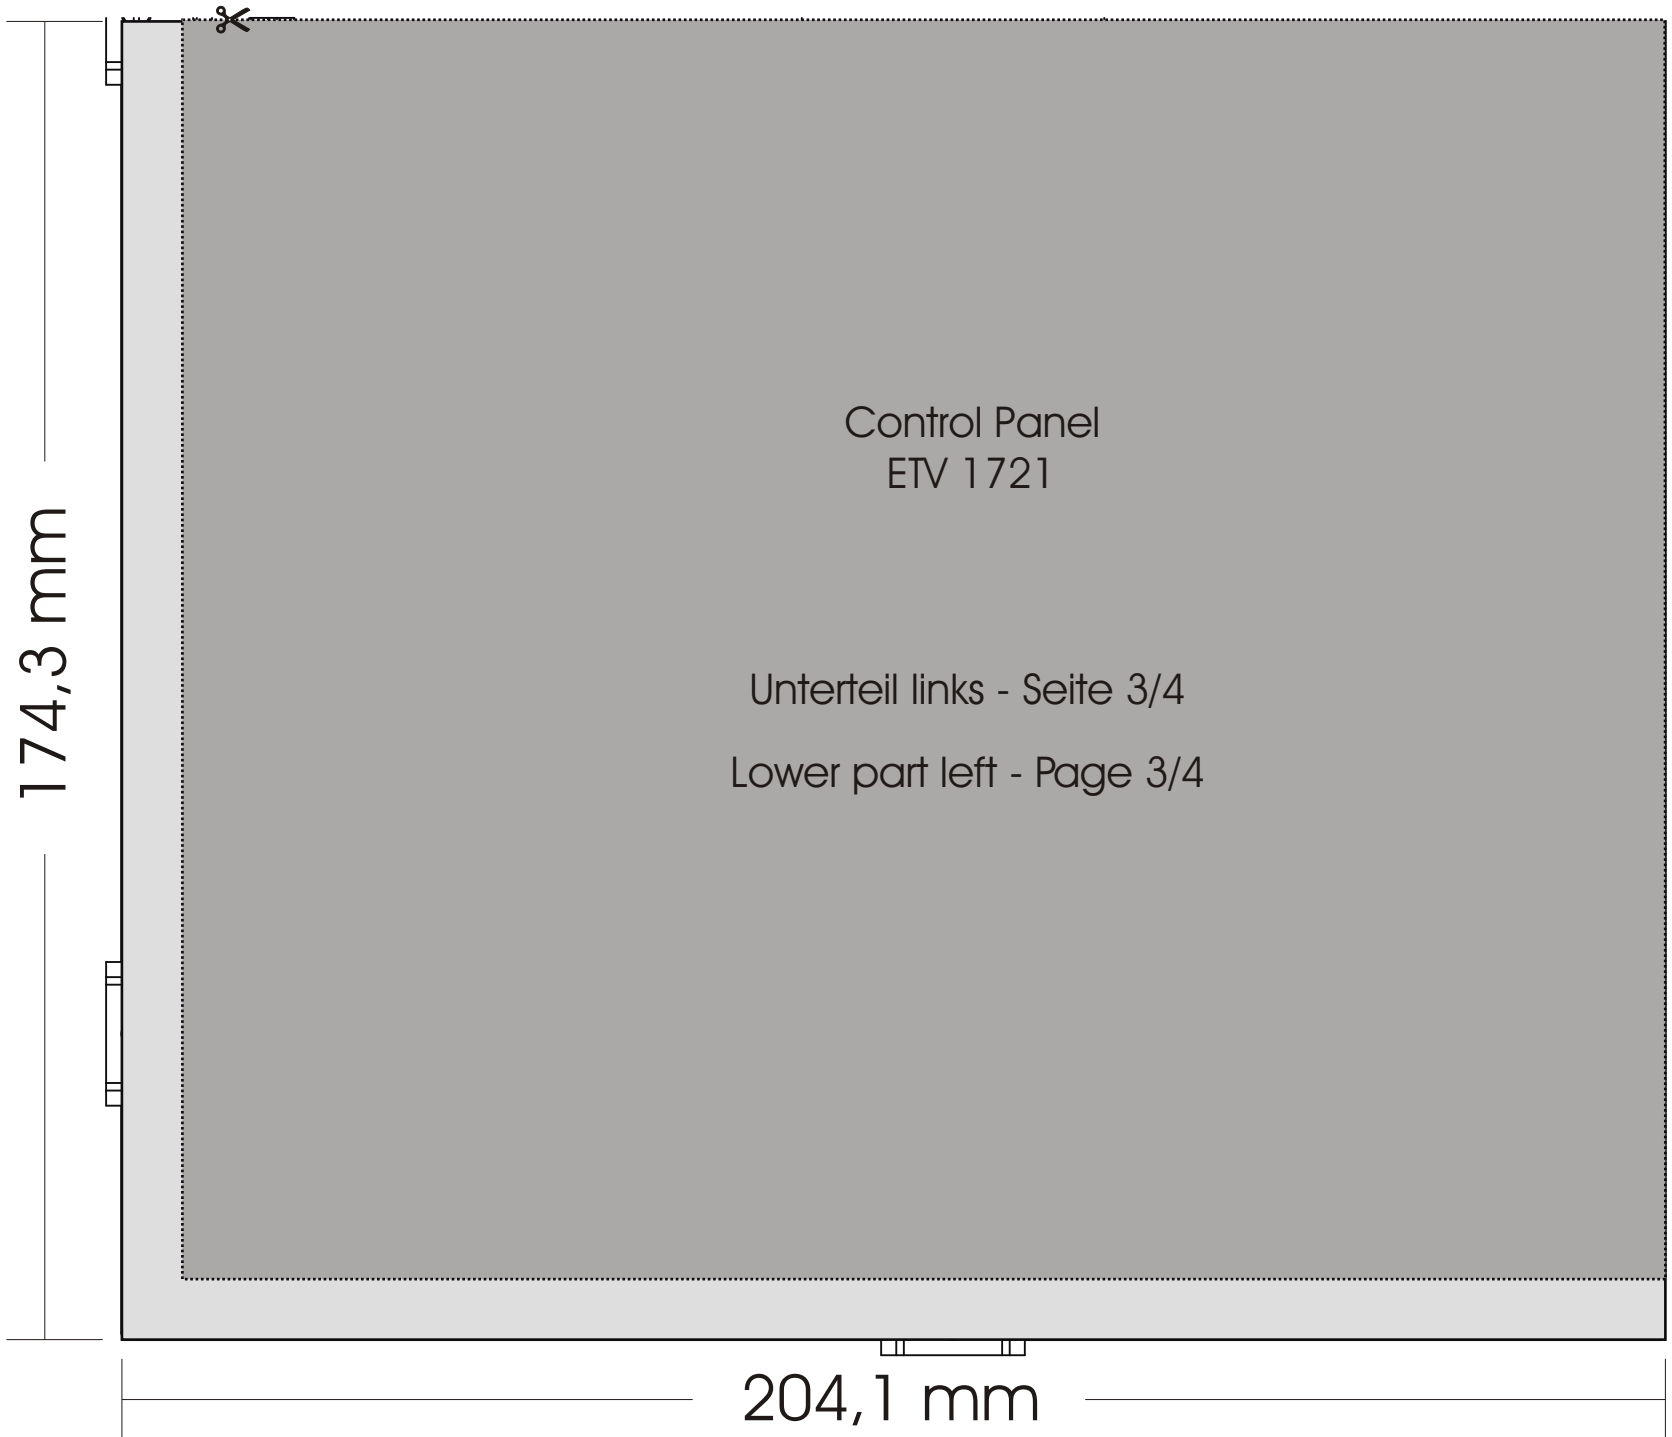 Control Panel
ETV 1721
174,3 mm
Unterteil links - Seite 3/4
Lower part left - Page 3/4
204,1 mm